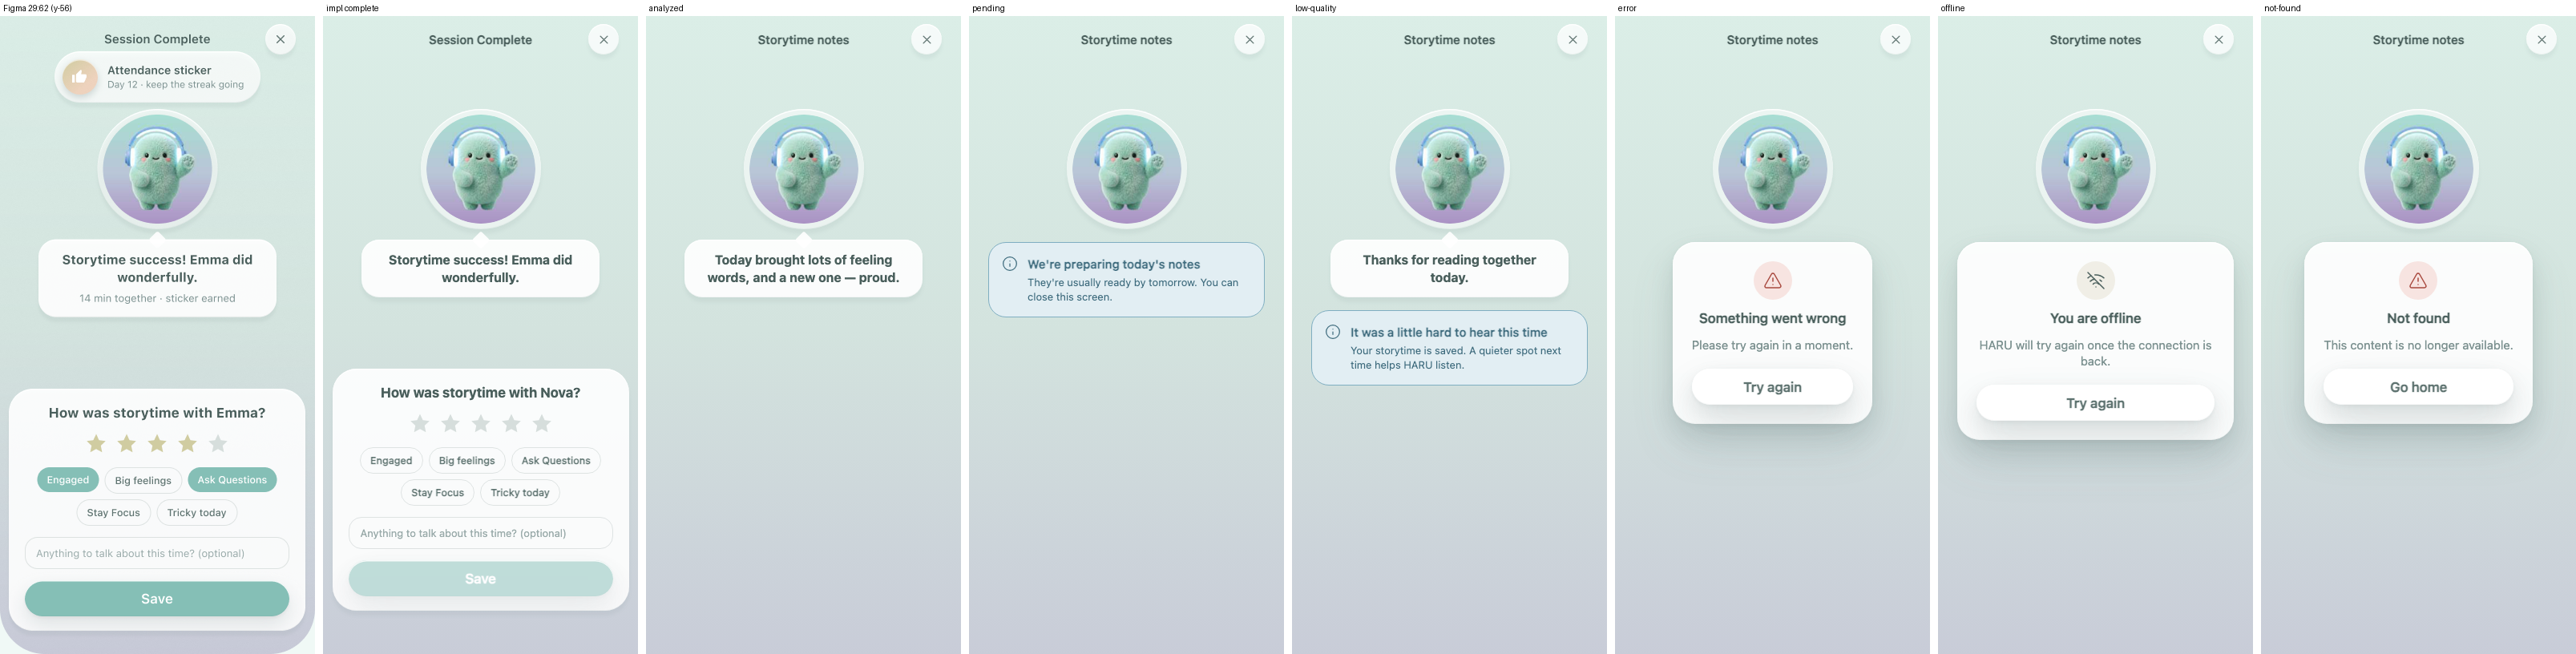 Figma 29:62 (y-56)
Session Complete
Attendance sticker
Day 12 · keep the streak going
Storytime success! Emma did
wonderfully.
14 min together · sticker earned
How was storytime with Emma?
Engaged
Big feelings
Ask Questions
Stay Focus
Tricky today
Anything to talk about this time? (optional)
Save
impl complete
Session Complete
Storytime success! Emma did
wonderfully.
How was storytime with Nova?
Engaged
Big feelings
Ask Questions
Stay Focus
Tricky today
Anything to talk about this time? (optional)
Save
analyzed
Storytime notes
Today brought lots of feeling
words, and a new one — proud.
pending
Storytime notes
We're preparing today's notes
They're usually ready by tomorrow. You can
close this screen.
low-quality
Storytime notes
Thanks for reading together
today.
It was a little hard to hear this time
Your storytime is saved. A quieter spot next
time helps HARU listen.
error
Storytime notes
Something went wrong
Please try again in a moment.
Try again
offline
Storytime notes
You are offline
HARU will try again once the connection is
back.
Try again
not-found
Storytime notes
Not found
This content is no longer available.
Go home